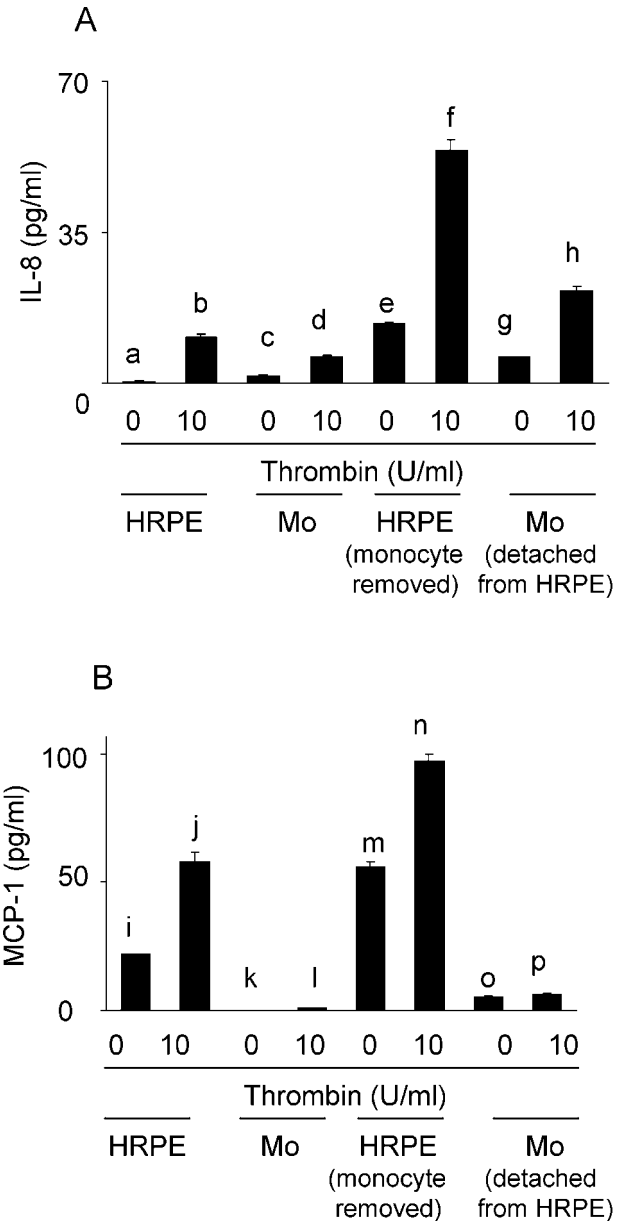 A
70
35
0
IL-8 (pg/ml)
a b c d e f g h
0 10 0 10 0 10 0 10
Thrombin (U/ml)
HRPE Mo HRPE Mo
(monocyte (detached
removed) from HRPE)
B
100
50
0
MCP-1 (pg/ml)
i j k l m n o p
0 10 0 10 0 10 0 10
Thrombin (U/ml)
HRPE Mo HRPE Mo
(monocyte (detached
removed) from HRPE)